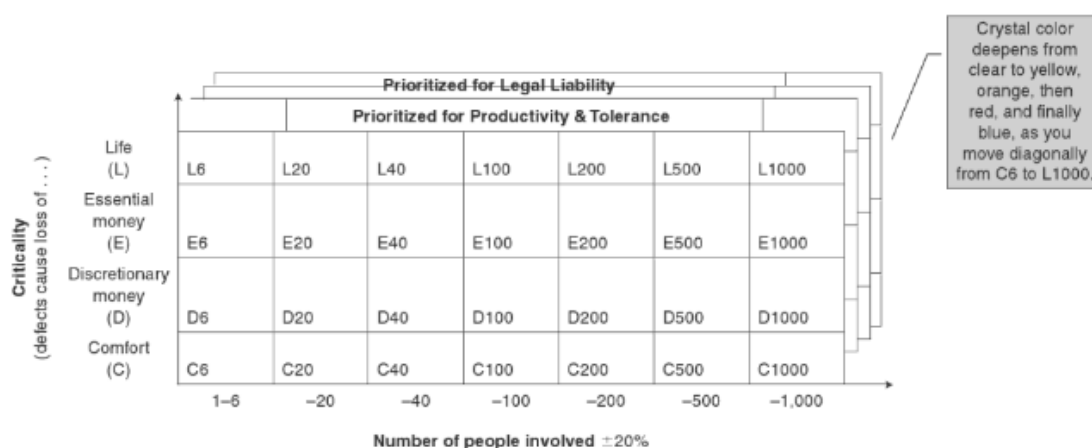 Crystal color
deepens from
clear to yellow,
orange, then
red, and finally
blue, as you
move diagonally
from C6 to L1000.
Prioritized for Legal Liability
Prioritized for Productivity & Tolerance
Criticality
(defects cause loss of . . .)
Life
(L)
L6 L20 L40 L100 L200 L500 L1000
Essential
money
(E)
E6 E20 E40 E100 E200 E500 E1000
Discretionary
money
(D)
D6 D20 D40 D100 D200 D500 D1000
Comfort
(C)
C6 C20 C40 C100 C200 C500 C1000
1–6 –20 –40 –100 –200 –500 –1,000
Number of people involved ±20%